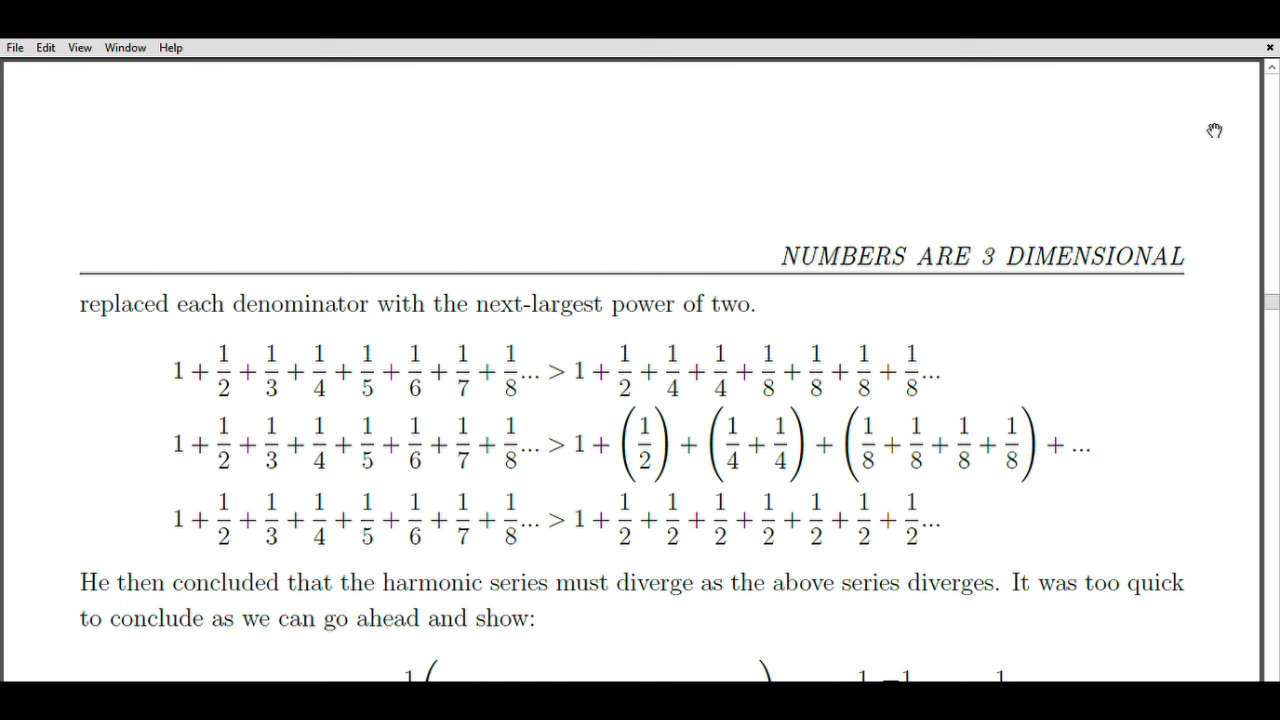 File Edit View Window Help
NUMBERS ARE 3 DIMENSIONAL
replaced each denominator with the next-largest power of two.
1 + 1/2 + 1/3 + 1/4 + 1/5 + 1/6 + 1/7 + 1/8 ... > 1 + 1/2 + 1/4 + 1/4 + 1/8 + 1/8 + 1/8 + 1/8 ...
1 + 1/2 + 1/3 + 1/4 + 1/5 + 1/6 + 1/7 + 1/8 ... > 1 + (1/2) + (1/4 + 1/4) + (1/8 + 1/8 + 1/8 + 1/8) + ...
1 + 1/2 + 1/3 + 1/4 + 1/5 + 1/6 + 1/7 + 1/8 ... > 1 + 1/2 + 1/2 + 1/2 + 1/2 + 1/2 + 1/2 + 1/2 ...
He then concluded that the harmonic series must diverge as the above series diverges. It was too quick
to conclude as we can go ahead and show: